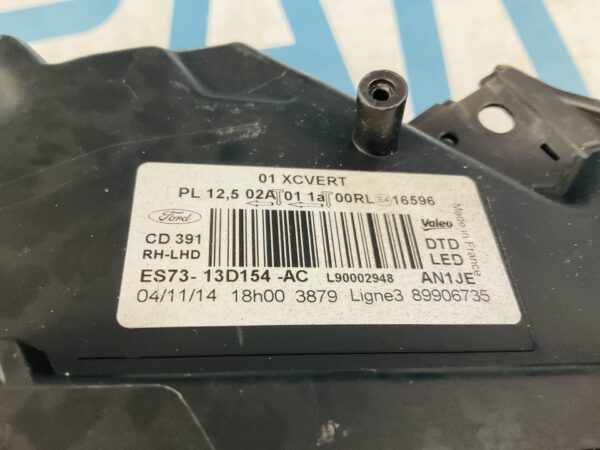 01 XCVERT
PL 12,5 02A 01 1a 00RL E4 16596
Ford
Valeo
Made in France
CD 391
DTD
RH-LHD
LED
ES73- 13D154 -AC L90002948 AN1JE
04/11/14 18h00 3879 Ligne3 89906735